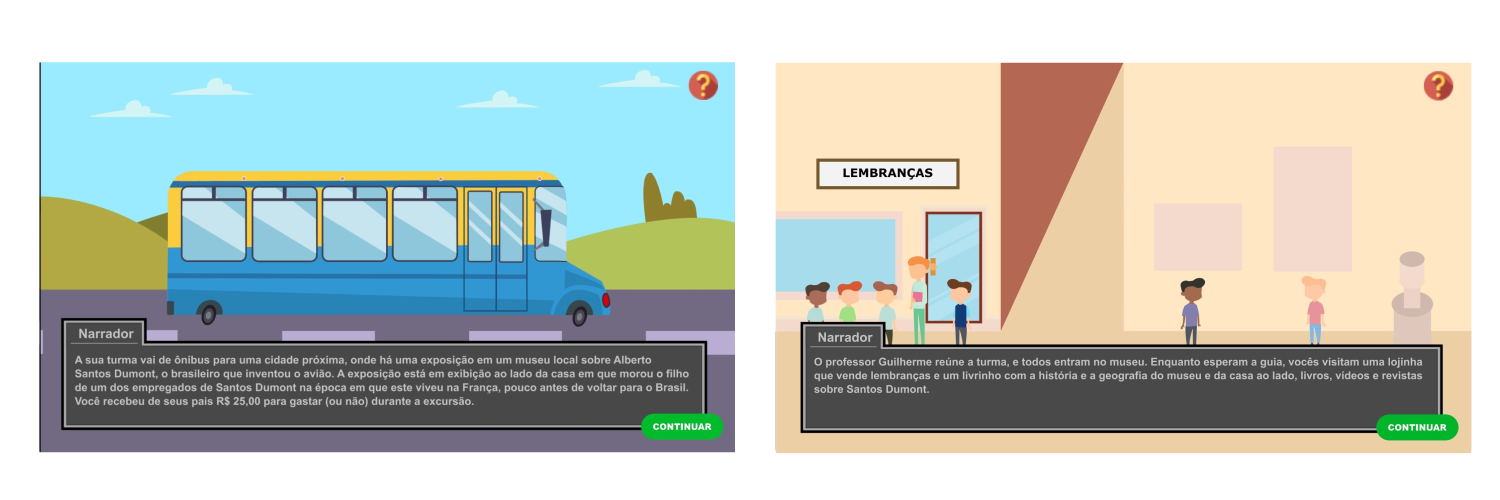 ?
Narrador
A sua turma vai de ônibus para uma cidade próxima, onde há uma exposição em um museu local sobre Alberto
Santos Dumont, o brasileiro que inventou o avião. A exposição está em exibição ao lado da casa em que morou o filho
de um dos empregados de Santos Dumont na época em que este viveu na França, pouco antes de voltar para o Brasil.
Você recebeu de seus pais R$ 25,00 para gastar (ou não) durante a excursão.
CONTINUAR
?
LEMBRANÇAS
Narrador
O professor Guilherme reúne a turma, e todos entram no museu. Enquanto esperam a guia, vocês visitam uma lojinha
que vende lembranças e um livrinho com a história e a geografia do museu e da casa ao lado, livros, vídeos e revistas
sobre Santos Dumont.
CONTINUAR